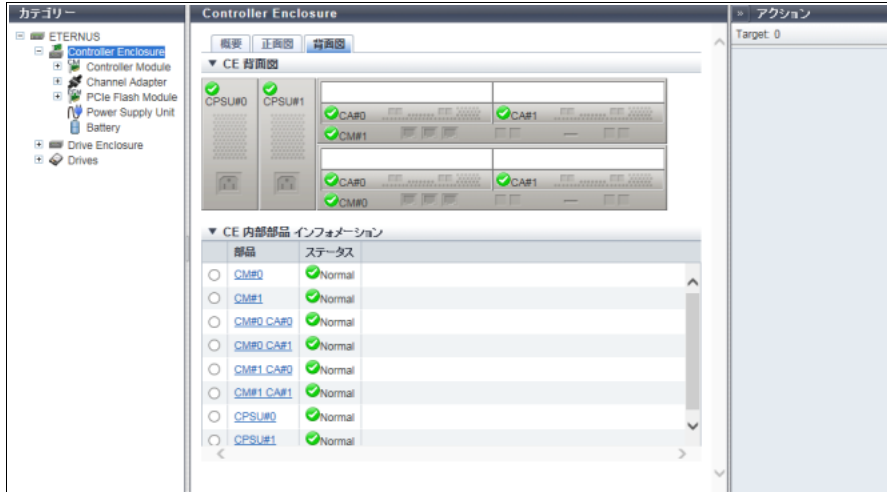 カテゴリー
ETERNUS
Controller Enclosure
Controller Module
Channel Adapter
PCIe Flash Module
Power Supply Unit
Battery
Drive Enclosure
Drives
Controller Enclosure
概要 正面図 背面図
▼ CE 背面図
CPSU#0 CPSU#1
CA#0 CA#1
CM#1
CA#0 CA#1
CM#0
▼ CE 内部部品 インフォメーション
部品 ステータス
CM#0 Normal
CM#1 Normal
CM#0 CA#0 Normal
CM#0 CA#1 Normal
CM#1 CA#0 Normal
CM#1 CA#1 Normal
CPSU#0 Normal
CPSU#1 Normal
» アクション
Target: 0